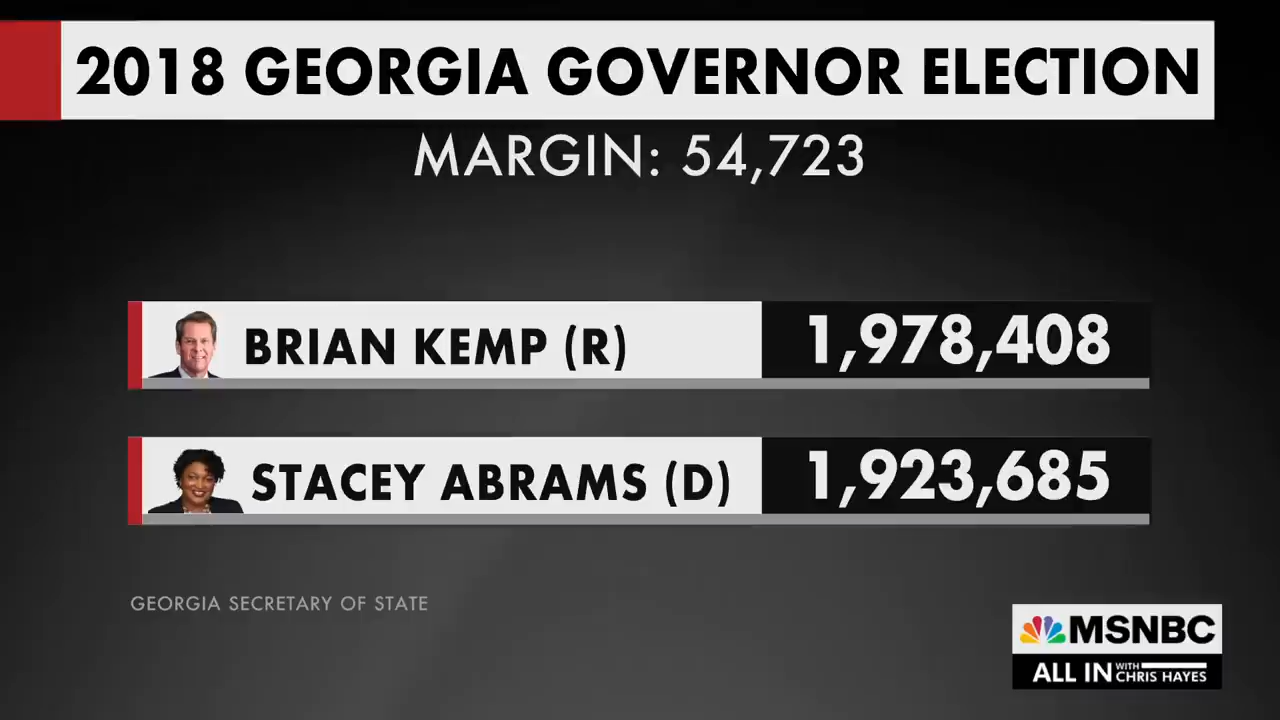 2018 GEORGIA GOVERNOR ELECTION
MARGIN: 54,723
BRIAN KEMP (R) 1,978,408
STACEY ABRAMS (D) 1,923,685
GEORGIA SECRETARY OF STATE
MSNBC
ALL IN WITH CHRIS HAYES